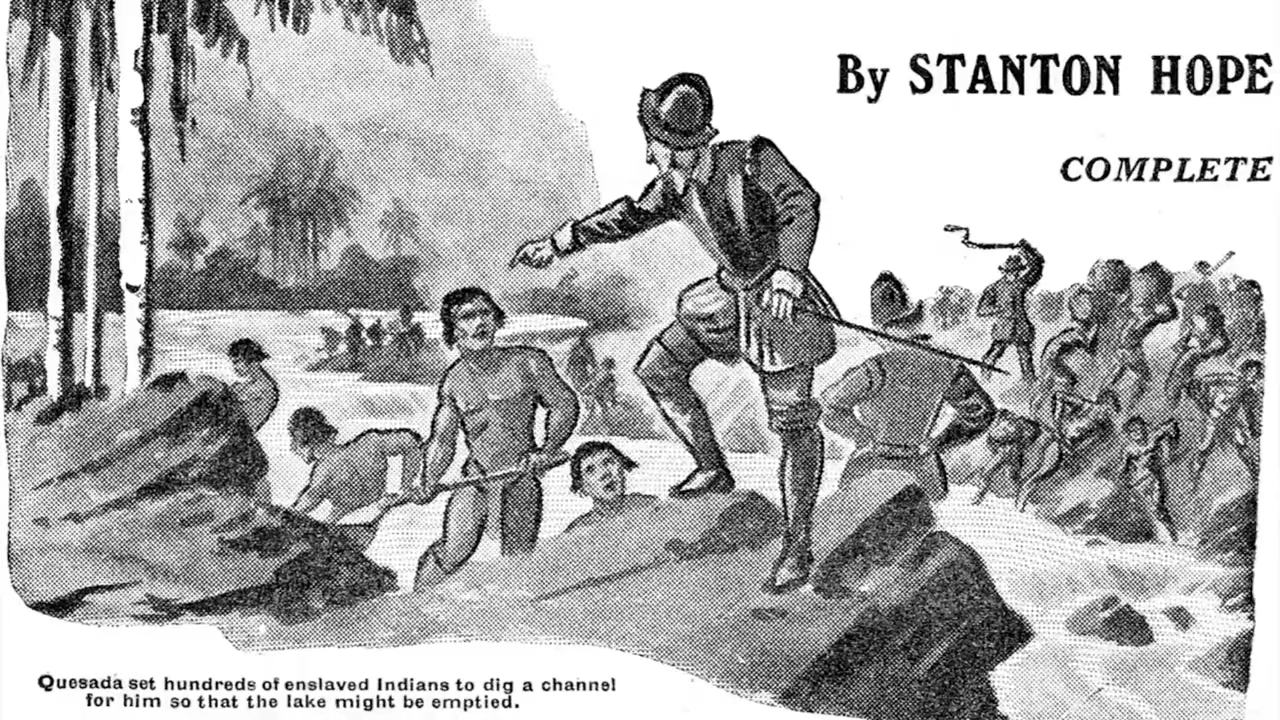 By STANTON HOPE
COMPLETE
Quesada set hundreds of enslaved Indians to dig a channel
for him so that the lake might be emptied.